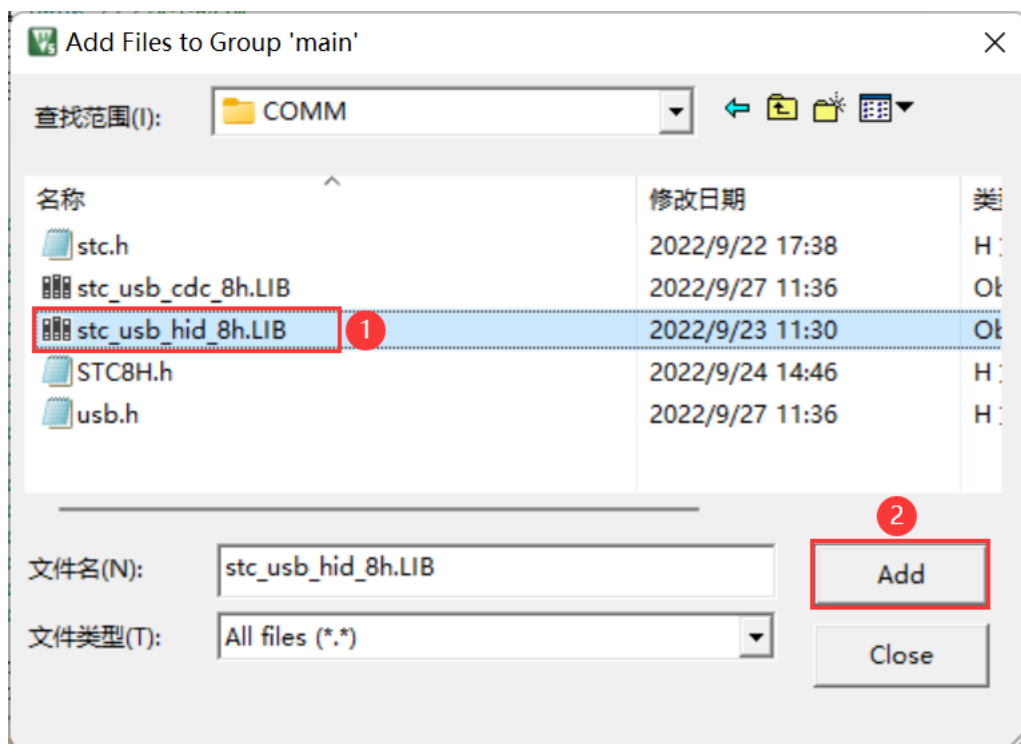 Add Files to Group 'main'
查找范围(I): COMM
名称 修改日期
stc.h 2022/9/22 17:38 H
stc_usb_cdc_8h.LIB 2022/9/27 11:36
stc_usb_hid_8h.LIB 1 2022/9/23 11:30
STC8H.h 2022/9/24 14:46 H
usb.h 2022/9/27 11:36 H
2
文件名(N): stc_usb_hid_8h.LIB Add
文件类型(T): All files (*.*) Close